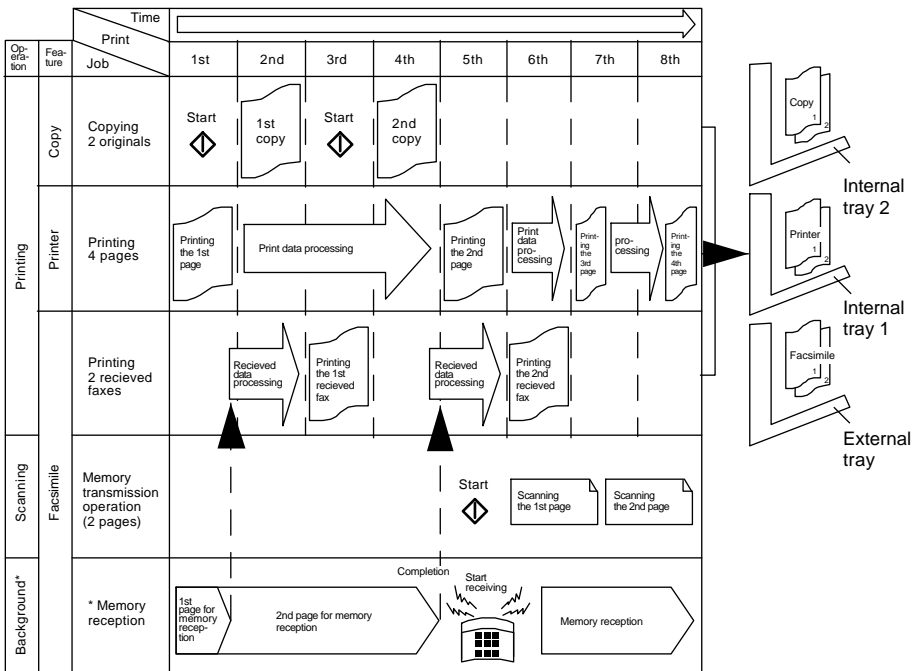 Time
Print
Job
Op-
era-
tion
Fea-
ture
1st
2nd
3rd
4th
5th
6th
7th
8th
Printing
Copy
Copying
2 originals
Start
1st
copy
Start
2nd
copy
Printer
Printing
4 pages
Printing
the 1st
page
Print data processing
Printing
the 2nd
page
Print
data
pro-
cessing
Print-
ing
the
3rd
page
pro-
cessing
Print-
ing
the
4th
page
Printing
2 recieved
faxes
Recieved
data
processing
Printing
the 1st
recieved
fax
Recieved
data
processing
Printing
the 2nd
recieved
fax
Scanning
Facsimile
Memory
transmission
operation
(2 pages)
Start
Scanning
the 1st page
Scanning
the 2nd page
Background*
* Memory
reception
1st
page for
memory
recep-
tion
2nd page for memory
reception
Completion
Start
receiving
Memory reception
Copy
1
2
Internal
tray 2
Printer
1
2
Internal
tray 1
Facsimile
1
2
External
tray